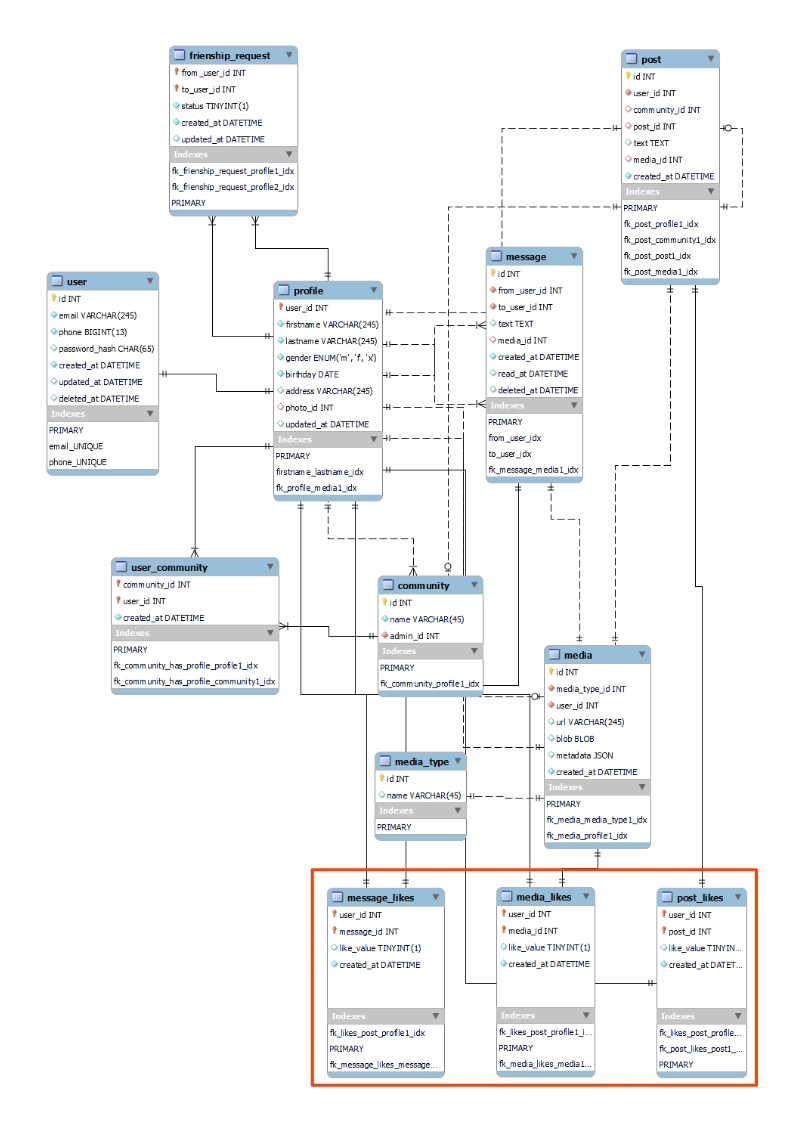 frienship_request
from_user_id INT
to_user_id INT
status TINYINT(1)
created_at DATETIME
updated_at DATETIME
Indexes
fk_frienship_request_profile1_idx
fk_frienship_request_profile2_idx
PRIMARY
post
id INT
user_id INT
community_id INT
post_id INT
text TEXT
media_id INT
created_at DATETIME
Indexes
PRIMARY
fk_post_profile1_idx
fk_post_community1_idx
fk_post_post1_idx
fk_post_media1_idx
user
id INT
email VARCHAR(245)
phone BIGINT(13)
password_hash CHAR(65)
created_at DATETIME
updated_at DATETIME
deleted_at DATETIME
Indexes
PRIMARY
email_UNIQUE
phone_UNIQUE
profile
user_id INT
firstname VARCHAR(245)
lastname VARCHAR(245)
gender ENUM('m', 'f, 'x')
birthday DATE
address VARCHAR(245)
photo_id INT
updated_at DATETIME
Indexes
PRIMARY
firstname_lastname_idx
fk_profile_media1_idx
message
id INT
from_user_id INT
to_user_id INT
text TEXT
media_id INT
created_at DATETIME
read_at DATETIME
deleted_at DATETIME
Indexes
PRIMARY
from_user_idx
to_user_idx
fk_message_media1_idx
user_community
community_id INT
user_id INT
created_at DATETIME
Indexes
PRIMARY
fk_community_has_profile_profile1_idx
fk_community_has_profile_community1_idx
community
id INT
name VARCHAR(45)
admin_id INT
Indexes
PRIMARY
fk_community_profile1_idx
media
id INT
media_type_id INT
user_id INT
url VARCHAR(245)
blob BLOB
metadata JSON
created_at DATETIME
Indexes
PRIMARY
fk_media_media_type1_idx
fk_media_profile1_idx
media_type
id INT
name VARCHAR(45)
Indexes
PRIMARY
message_likes
user_id INT
message_id INT
like_value TINYINT(1)
created_at DATETIME
Indexes
fk_likes_post_profile1_idx
PRIMARY
fk_message_likes_message...
media_likes
user_id INT
media_id INT
like_value TINYINT(1)
created_at DATETIME
Indexes
fk_likes_post_profile1_i...
PRIMARY
fk_media_likes_media1...
post_likes
user_id INT
post_id INT
like_value TINYIN...
created_at DATET...
Indexes
fk_likes_post_profile...
fk_post_likes_post1_...
PRIMARY